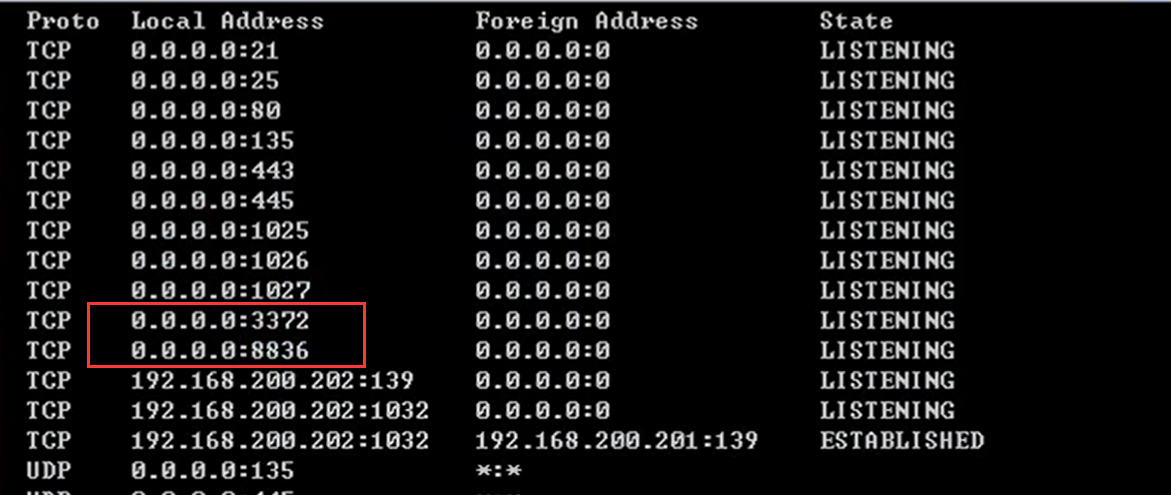 Proto Local Address Foreign Address State
TCP 0.0.0.0:21 0.0.0.0:0 LISTENING
TCP 0.0.0.0:25 0.0.0.0:0 LISTENING
TCP 0.0.0.0:80 0.0.0.0:0 LISTENING
TCP 0.0.0.0:135 0.0.0.0:0 LISTENING
TCP 0.0.0.0:443 0.0.0.0:0 LISTENING
TCP 0.0.0.0:445 0.0.0.0:0 LISTENING
TCP 0.0.0.0:1025 0.0.0.0:0 LISTENING
TCP 0.0.0.0:1026 0.0.0.0:0 LISTENING
TCP 0.0.0.0:1027 0.0.0.0:0 LISTENING
TCP 0.0.0.0:3372 0.0.0.0:0 LISTENING
TCP 0.0.0.0:8836 0.0.0.0:0 LISTENING
TCP 192.168.200.202:139 0.0.0.0:0 LISTENING
TCP 192.168.200.202:1032 0.0.0.0:0 LISTENING
TCP 192.168.200.202:1032 192.168.200.201:139 ESTABLISHED
UDP 0.0.0.0:135 *:*